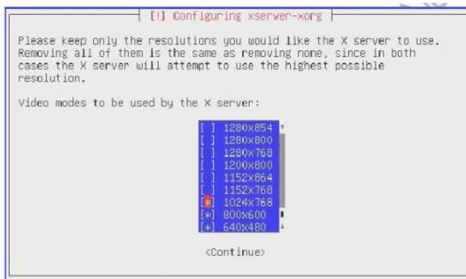 [!] Configuring xserver-xorg
Please keep only the resolutions you would like the X server to use.
Removing all of them is the same as removing none, since in both
cases the X server will attempt to use the highest possible
resolution.
Video modes to be used by the X server:
[ ] 1280x854
[ ] 1280x800
[ ] 1280x768
[ ] 1200x800
[ ] 1152x864
[ ] 1152x768
[*] 1024x768
[*] 800x600
[*] 640x480
<Continue>